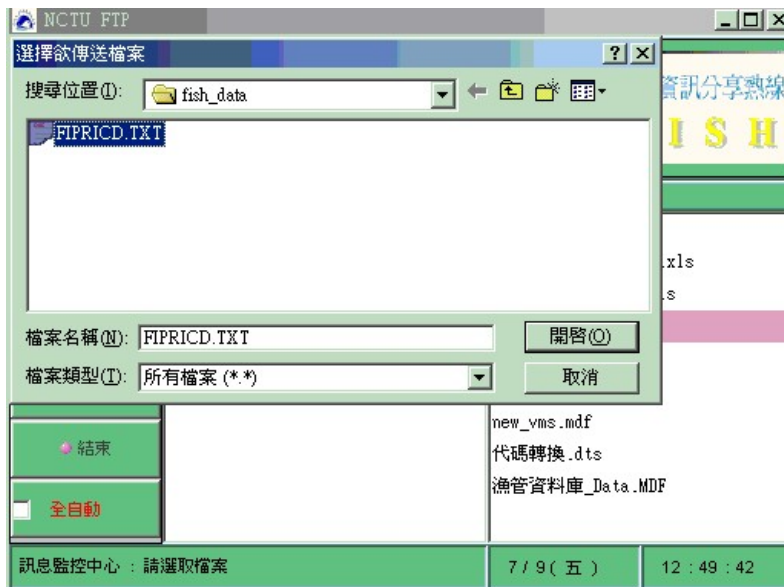 NCTU FTP
選擇欲傳送檔案
搜尋位置(I): fish_data
資訊分享熱線
ISH
FIPRICD.TXT
.xls
.s
檔案名稱(N): FIPRICD.TXT
開啓(O)
檔案類型(T): 所有檔案 (*.*)
取消
new_vms.mdf
結束
代碼轉換.dts
漁管資料庫_Data.MDF
全自動
訊息監控中心 : 請選取檔案
7 / 9( 五 )
12 : 49 : 42